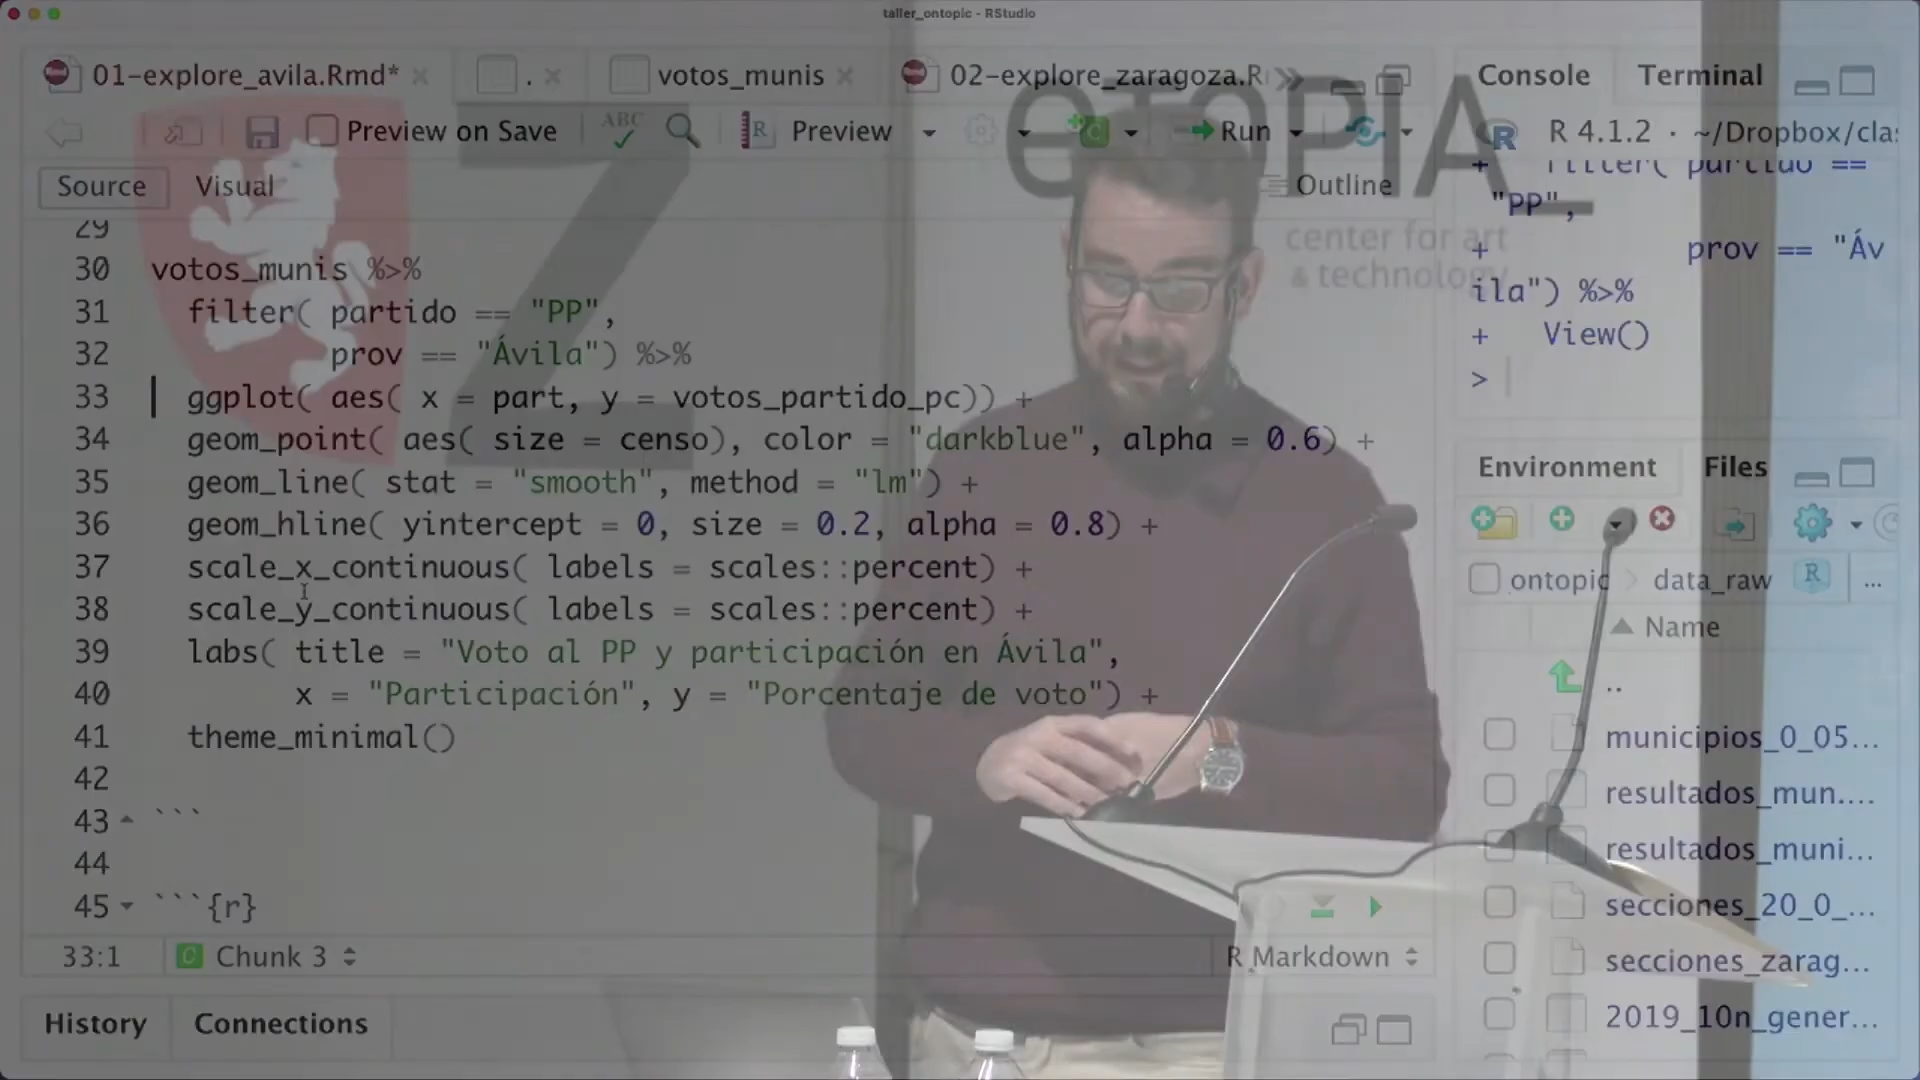 taller_ontopic - RStudio
01-explore_avila.Rmd*
.
votos_munis
02-explore_zaragoza.R
Preview on Save
ABC
R
Preview
Run
Source
Visual
Outline
29
30 votos_munis %>%
31 filter( partido == "PP",
32 prov == "Ávila") %>%
33 ggplot( aes( x = part, y = votos_partido_pc)) +
34 geom_point( aes( size = censo), color = "darkblue", alpha = 0.6) +
35 geom_line( stat = "smooth", method = "lm") +
36 geom_hline( yintercept = 0, size = 0.2, alpha = 0.8) +
37 scale_x_continuous( labels = scales::percent) +
38 scale_y_continuous( labels = scales::percent) +
39 labs( title = "Voto al PP y participación en Ávila",
40 x = "Participación", y = "Porcentaje de voto") +
41 theme_minimal()
42
43 ```
44
45 ```{r}
33:1
Chunk 3
R Markdown
History
Connections
Console
Terminal
R 4.1.2 · ~/Dropbox/cla
+ filter( partido ==
"PP",
+ prov == "Áv
ila") %>%
+ View()
>
Environment
Files
ontopic
data_raw
R
...
Name
..
municipios_0_05...
resultados_mun....
resultados_muni...
secciones_20_0_...
secciones_zarag...
2019_10n_gener...
Z
etOPIA
center for art
& technology